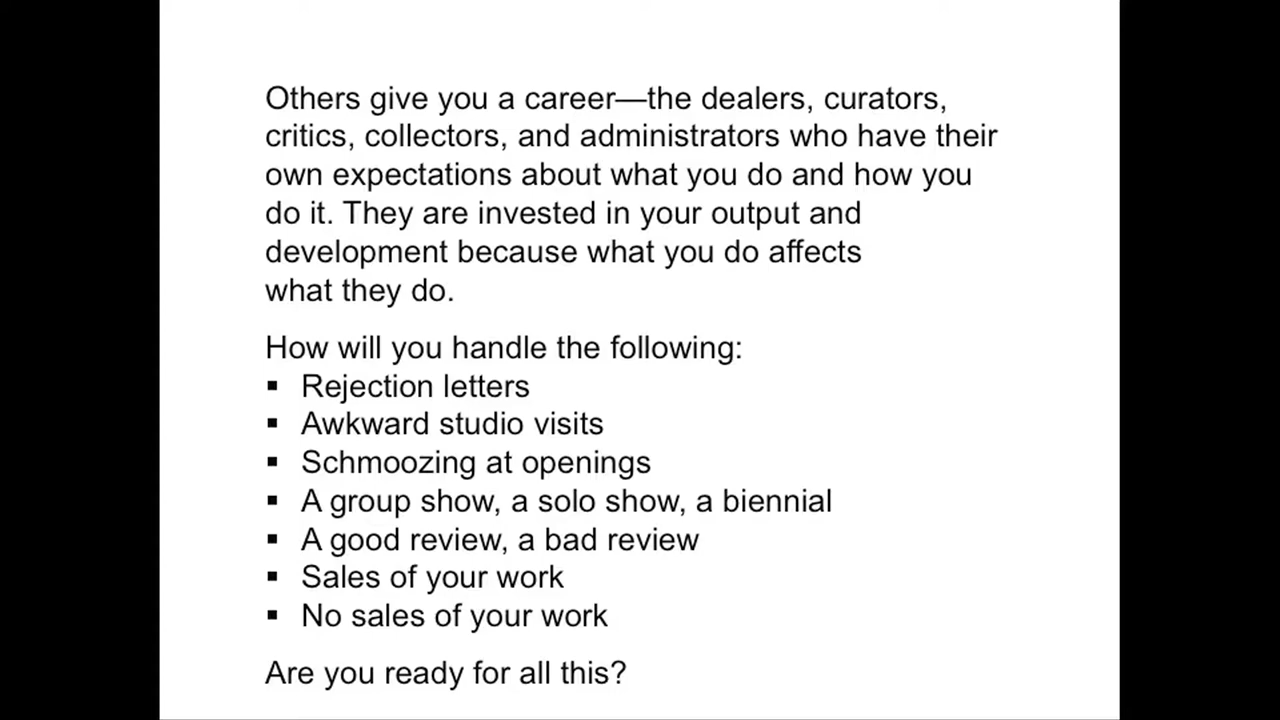 Others give you a career—the dealers, curators,
critics, collectors, and administrators who have their
own expectations about what you do and how you
do it. They are invested in your output and
development because what you do affects
what they do.
How will you handle the following:
▪ Rejection letters
▪ Awkward studio visits
▪ Schmoozing at openings
▪ A group show, a solo show, a biennial
▪ A good review, a bad review
▪ Sales of your work
▪ No sales of your work
Are you ready for all this?